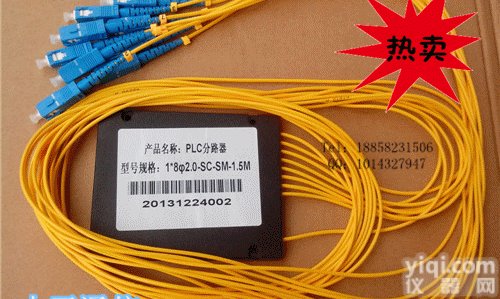 热卖
产品名称：PLC分路器
型号规格：1*8φ2.0-SC-SM-1.5M
20131224002
TEL：18858231506
QQ：1014327947
yiqi.com
仪器网